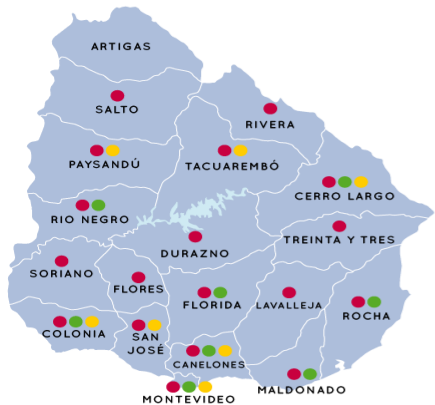 ARTIGAS
SALTO
RIVERA
PAYSANDÚ
TACUAREMBÓ
CERRO LARGO
RIO NEGRO
TREINTA Y TRES
DURAZNO
SORIANO
FLORES
FLORIDA
LAVALLEJA
ROCHA
COLONIA
SAN
JOSÉ
CANELONES
MALDONADO
MONTEVIDEO